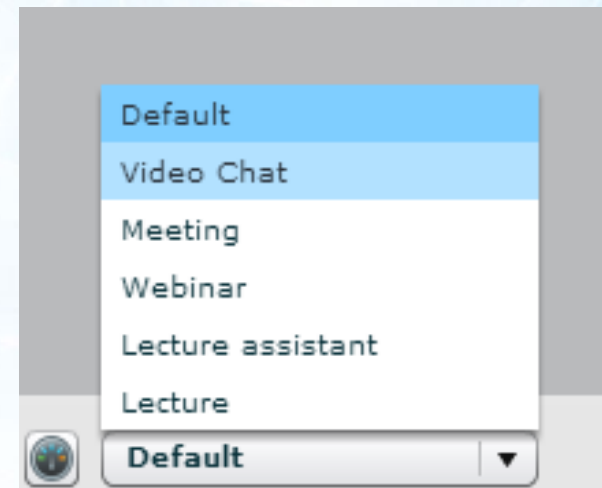 Default
Video Chat
Meeting
Webinar
Lecture assistant
Lecture
Default